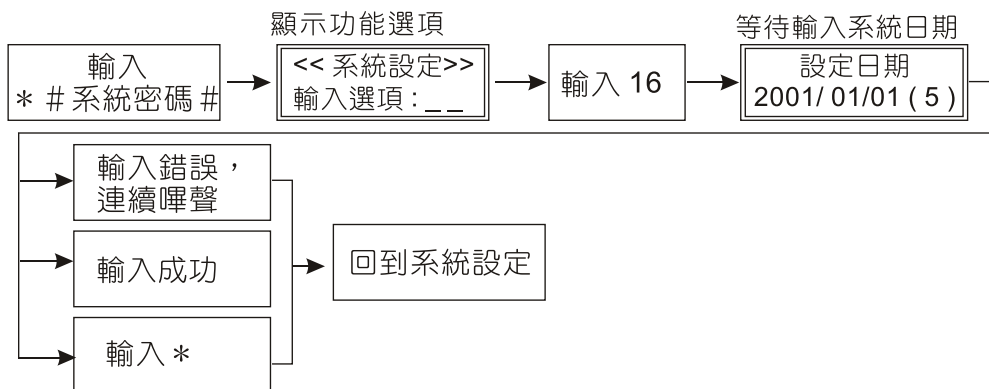 顯示功能選項
等待輸入系統日期
輸入
＊＃系統密碼＃
<< 系統設定>>
輸入選項：_ _
輸入 16
設定日期
2001/ 01/01 ( 5 )
輸入錯誤，
連續嗶聲
輸入成功
輸入＊
回到系統設定